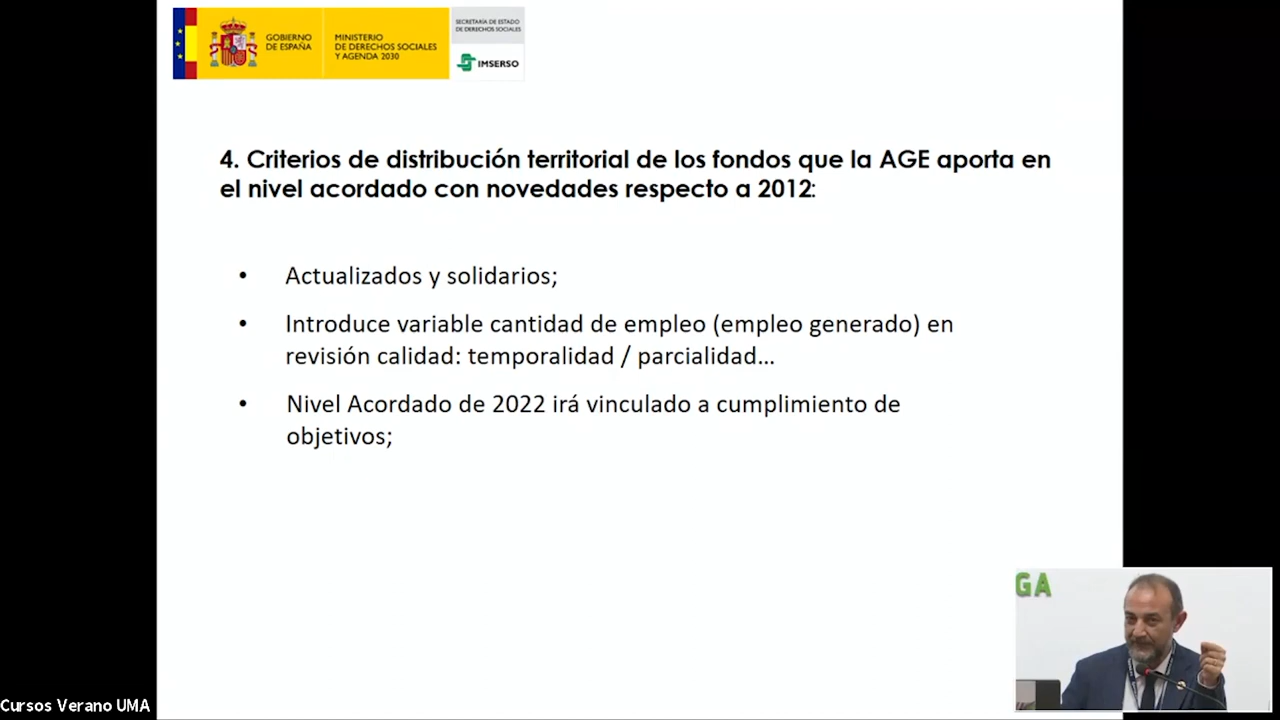 GOBIERNO
DE ESPAÑA
MINISTERIO
DE DERECHOS SOCIALES
Y AGENDA 2030
SECRETARÍA DE ESTADO
DE DERECHOS SOCIALES
IMSERSO
4. Criterios de distribución territorial de los fondos que la AGE aporta en
el nivel acordado con novedades respecto a 2012:
• Actualizados y solidarios;
• Introduce variable cantidad de empleo (empleo generado) en
revisión calidad: temporalidad / parcialidad...
• Nivel Acordado de 2022 irá vinculado a cumplimiento de
objetivos;
GA
Cursos Verano UMA